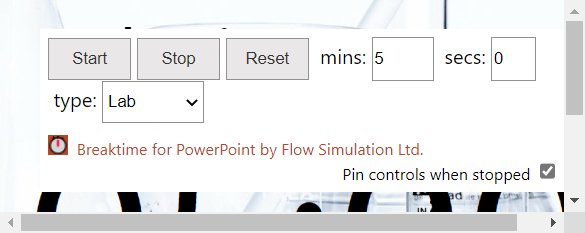 Start Stop Reset mins: 5 secs: 0
type: Lab
Breaktime for PowerPoint by Flow Simulation Ltd.
Pin controls when stopped